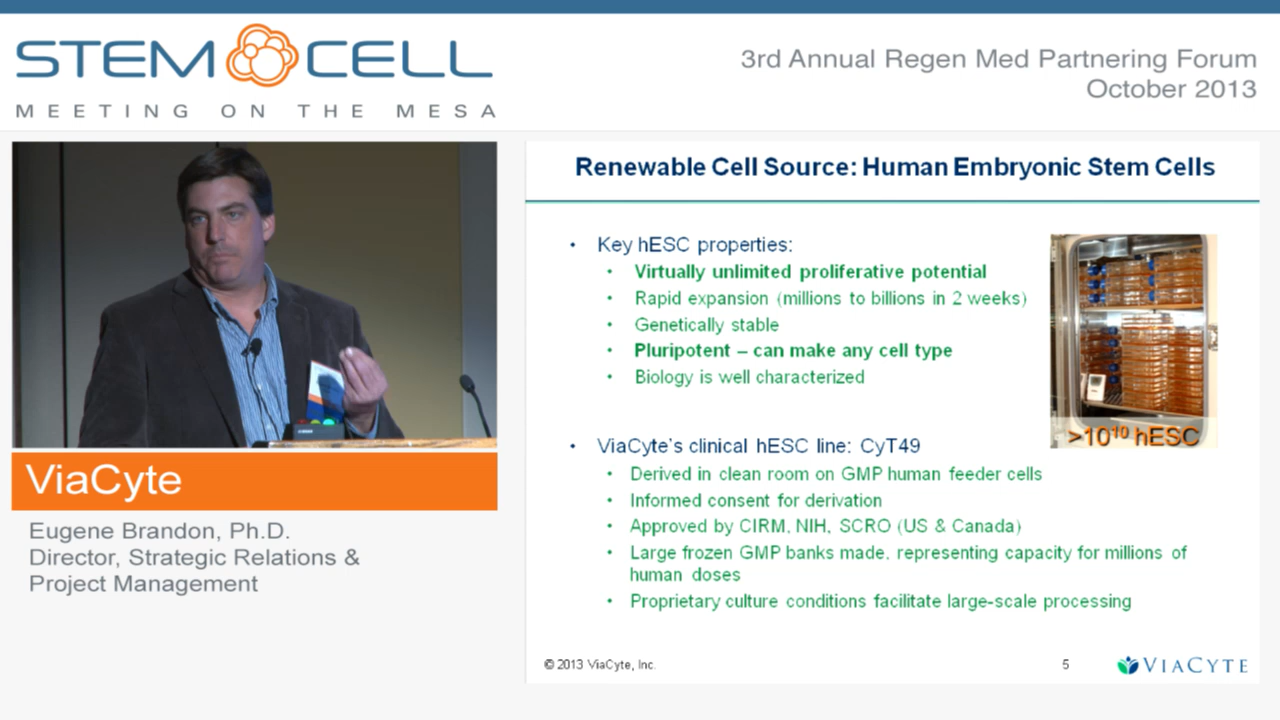 STEM CELL
MEETING ON THE MESA
3rd Annual Regen Med Partnering Forum
October 2013
Renewable Cell Source: Human Embryonic Stem Cells
• Key hESC properties:
• Virtually unlimited proliferative potential
• Rapid expansion (millions to billions in 2 weeks)
• Genetically stable
• Pluripotent – can make any cell type
• Biology is well characterized
>10¹⁰ hESC
• ViaCyte's clinical hESC line: CyT49
• Derived in clean room on GMP human feeder cells
• Informed consent for derivation
• Approved by CIRM, NIH, SCRO (US & Canada)
• Large frozen GMP banks made, representing capacity for millions of
human doses
• Proprietary culture conditions facilitate large-scale processing
© 2013 ViaCyte, Inc.
5
VIACYTE
ViaCyte
Eugene Brandon, Ph.D.
Director, Strategic Relations &
Project Management